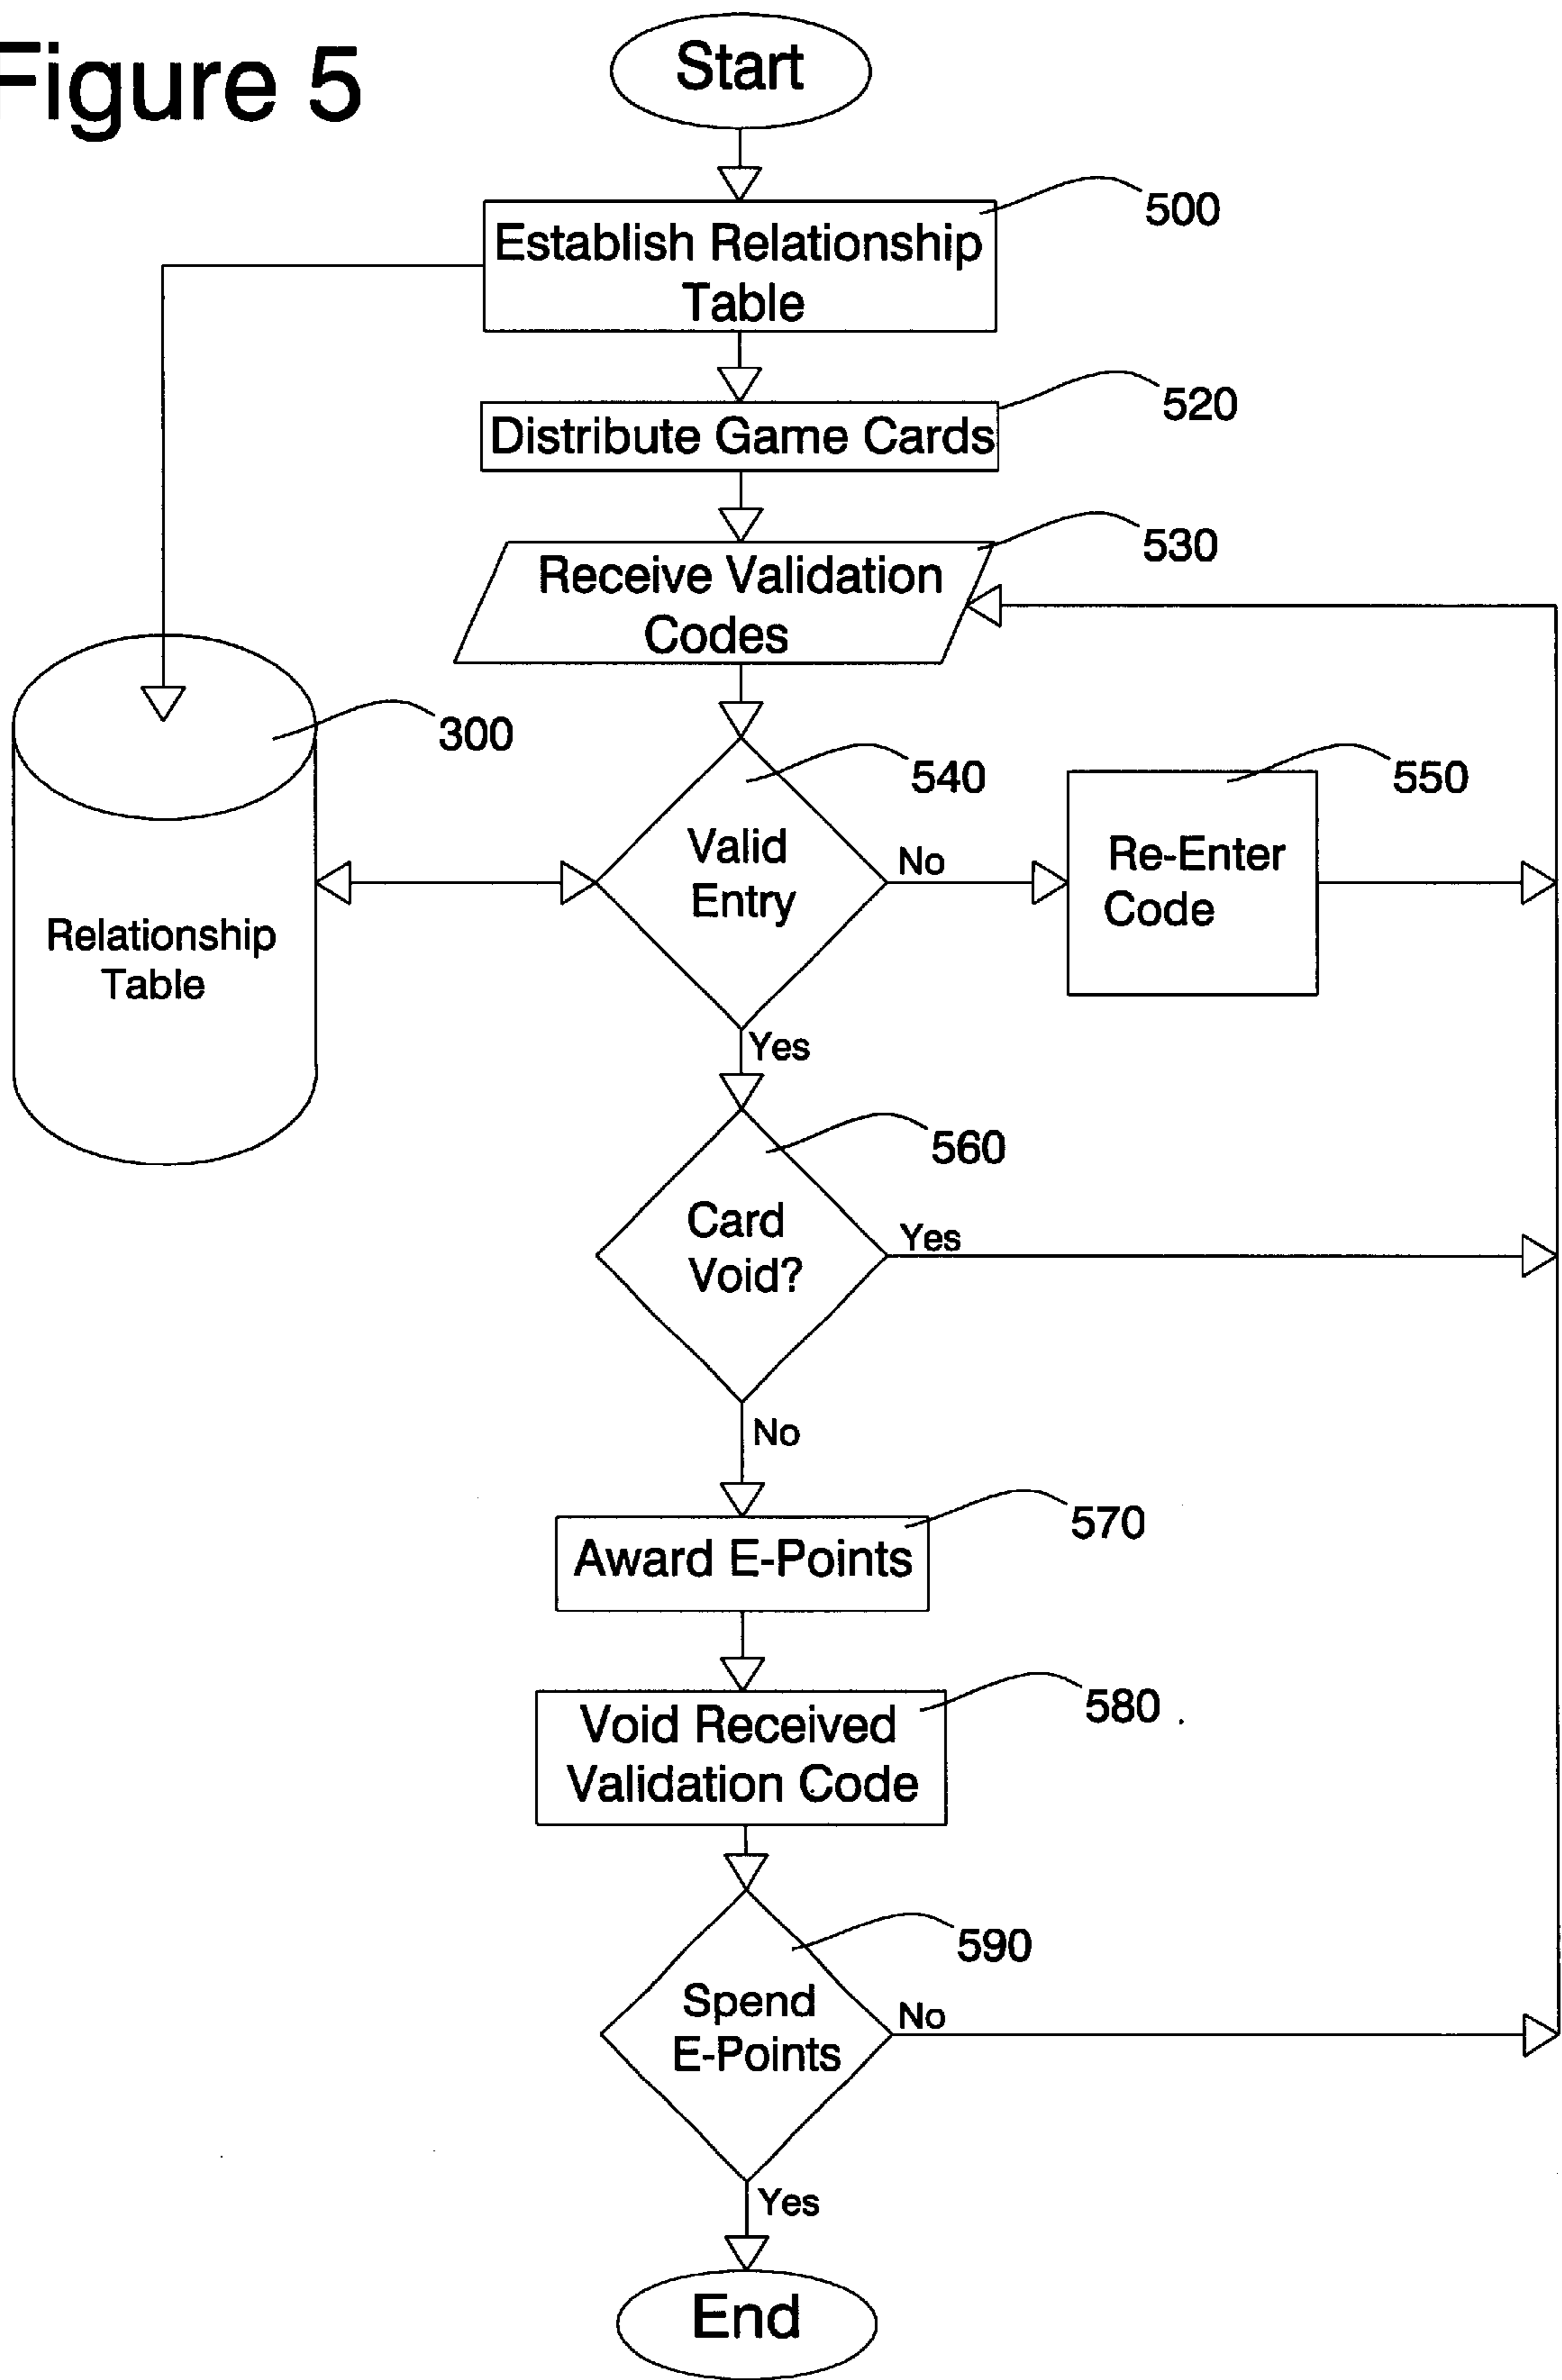 Figure 5
Start
500
Establish Relationship
Table
520
Distribute Game Cards
530
Receive Validation
Codes
300
Relationship
Table
540
Valid
Entry
No
550
Re-Enter
Code
Yes
560
Card
Void?
Yes
No
570
Award E-Points
580
Void Received
Validation Code
590
Spend
E-Points
No
Yes
End